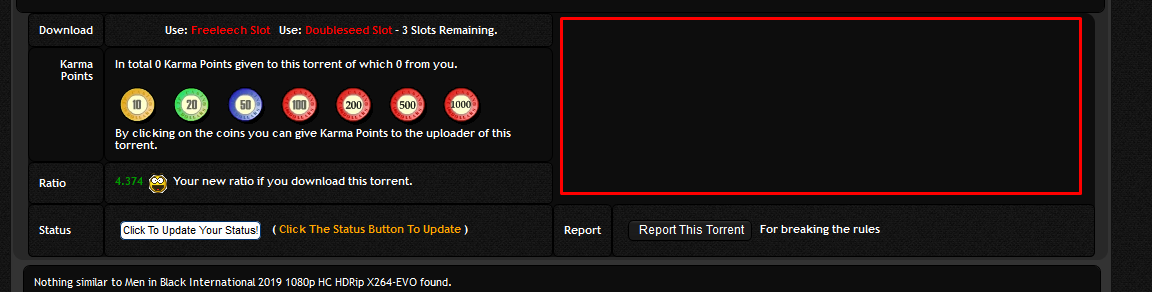 Download
Use: Freeleech Slot Use: Doubleseed Slot - 3 Slots Remaining.
Karma
Points
In total 0 Karma Points given to this torrent of which 0 from you.
10 20 50 100 200 500 1000
By clicking on the coins you can give Karma Points to the uploader of this
torrent.
Ratio
4.374 Your new ratio if you download this torrent.
Status
Click To Update Your Status! ( Click The Status Button To Update )
Report
Report This Torrent For breaking the rules
Nothing similar to Men in Black International 2019 1080p HC HDRip X264-EVO found.